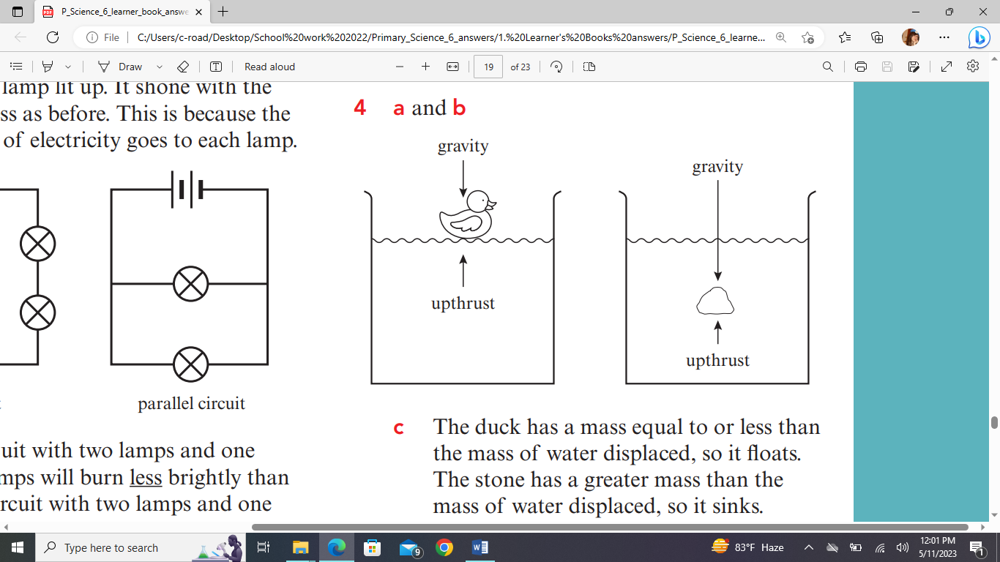 P_Science_6_learner_book_answe
File
C:/Users/c-road/Desktop/School%20work%202022/Primary_Science_6_answers/1.%20Learner's%20Books%20answers/P_Science_6_learne...
Draw
Read aloud
19
of 23
lamp lit up. It shone with the
ss as before. This is because the
of electricity goes to each lamp.
parallel circuit
uit with two lamps and one
mps will burn less brightly than
rcuit with two lamps and one
4 a and b
gravity
upthrust
gravity
upthrust
c The duck has a mass equal to or less than
the mass of water displaced, so it floats.
The stone has a greater mass than the
mass of water displaced, so it sinks.
Type here to search
9
83°F Haze
12:01 PM
5/11/2023
1